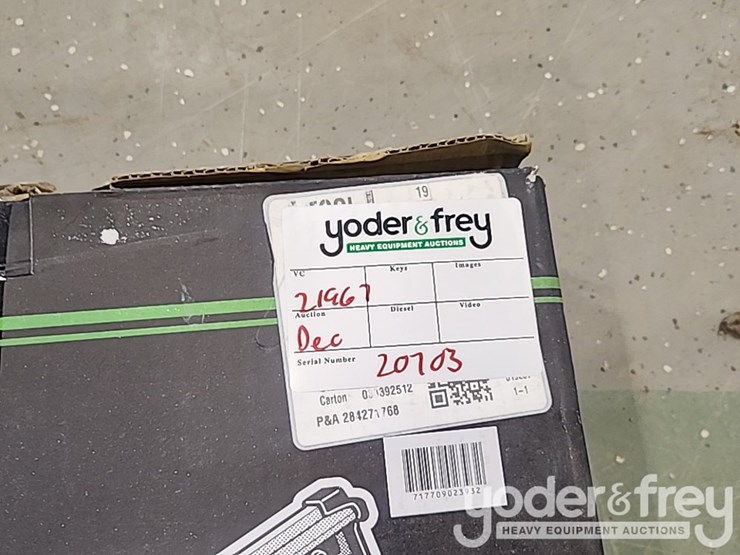 19
yoder & frey
HEAVY EQUIPMENT AUCTIONS
VC Keys Images
21967
Auction Diesel Video
Dec
Serial Number 20703
Carton
1-1
P&A
yoder & frey
HEAVY EQUIPMENT AUCTIONS